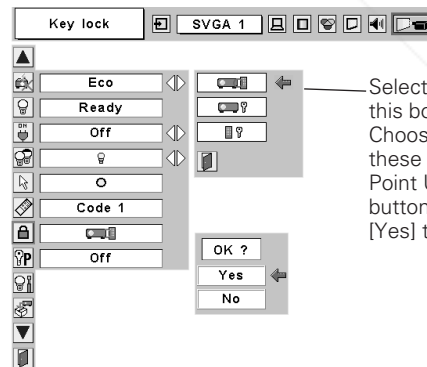 Key lock
SVGA 1
Eco
Ready
Off
ON
Code 1
Off
P
OK ?
Yes
No
Select
this bo
Choos
these
Point U
button
[Yes] t